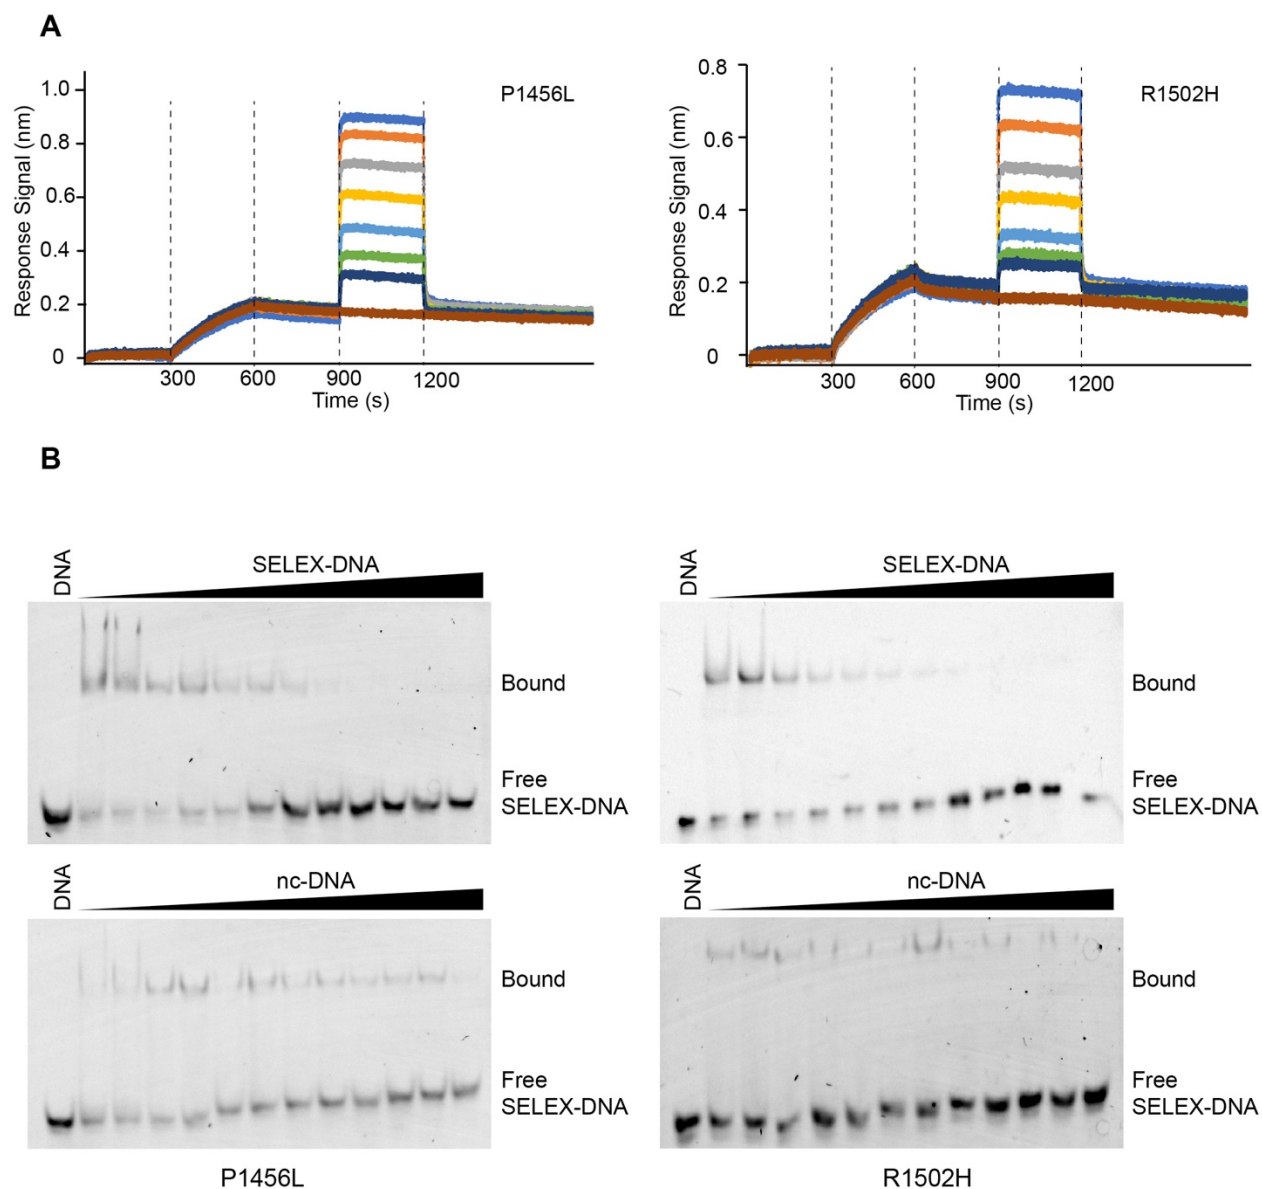 A
P1456L
Response Signal (nm)
1.0
0.8
0.6
0.4
0.2
0
300 600 900 1200
Time (s)
R1502H
Response Signal (nm)
0.8
0.6
0.4
0.2
0
300 600 900 1200
Time (s)
B
DNA
SELEX-DNA
Bound
Free
SELEX-DNA
DNA
SELEX-DNA
Bound
Free
SELEX-DNA
DNA
nc-DNA
Bound
Free
SELEX-DNA
P1456L
DNA
nc-DNA
Bound
Free
SELEX-DNA
R1502H